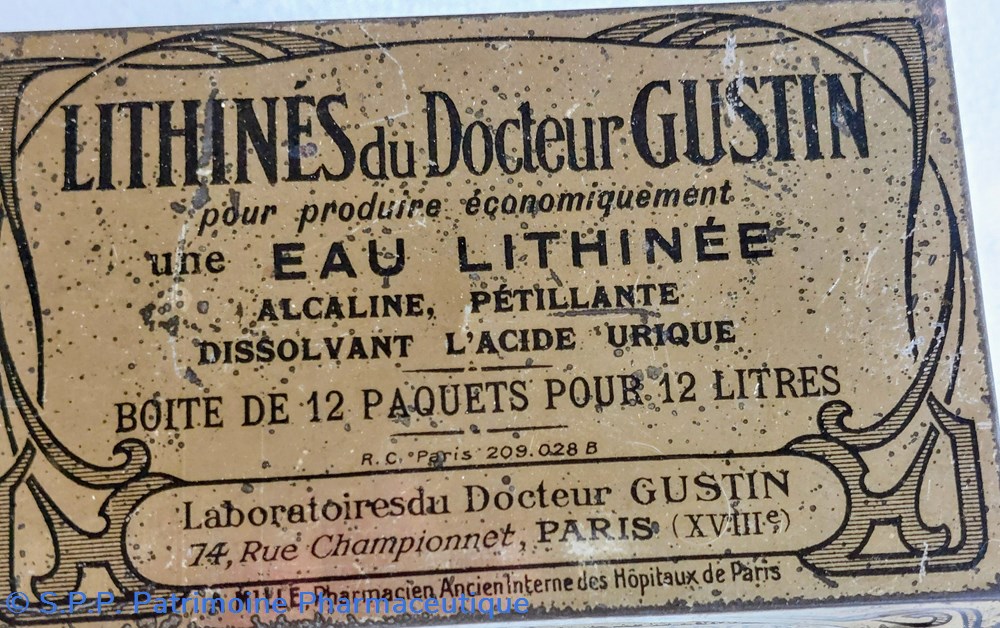 LITHINÉS du Docteur GUSTIN
pour produire économiquement
une EAU LITHINÉE
ALCALINE, PÉTILLANTE
DISSOLVANT L'ACIDE URIQUE
BOITE DE 12 PAQUETS POUR 12 LITRES
R.C. Paris 209.028 B
Laboratoires du Docteur GUSTIN
74, Rue Championnet, PARIS (XVIIIe)
Pharmacien Ancien Interne des Hôpitaux de Paris
© S.P.P. Patrimoine Pharmaceutique